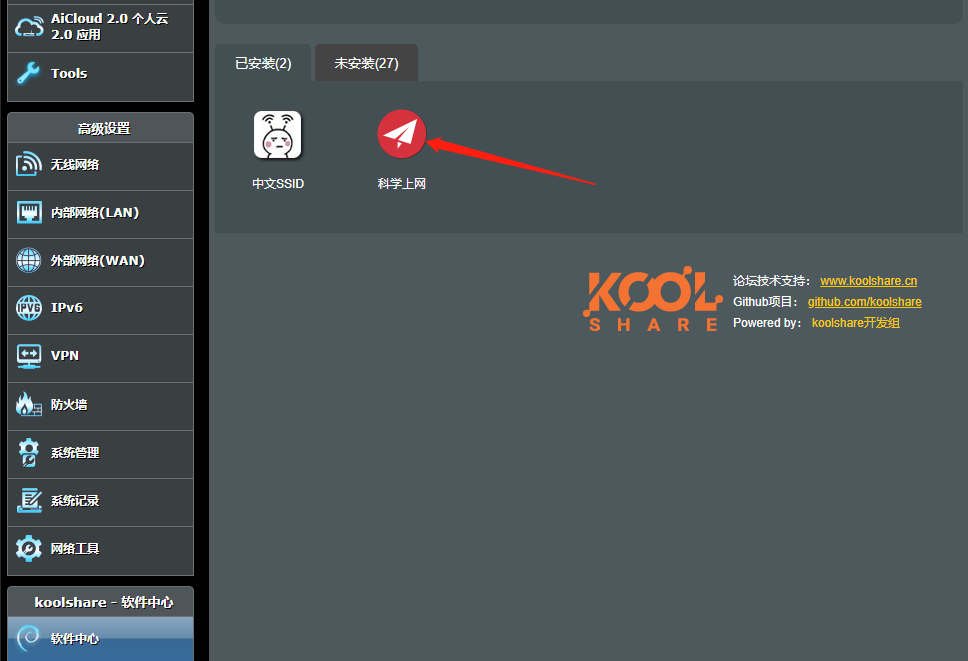 AiCloud 2.0 个人云
2.0 应用
Tools
高级设置
无线网络
内部网络(LAN)
外部网络(WAN)
IPv6
IPv6
VPN
防火墙
系统管理
系统记录
网络工具
koolshare - 软件中心
软件中心
已安装(2)
未安装(27)
中文SSID
科学上网
KOOL
SHARE
论坛技术支持： www.koolshare.cn
Github项目： github.com/koolshare
Powered by： koolshare开发组